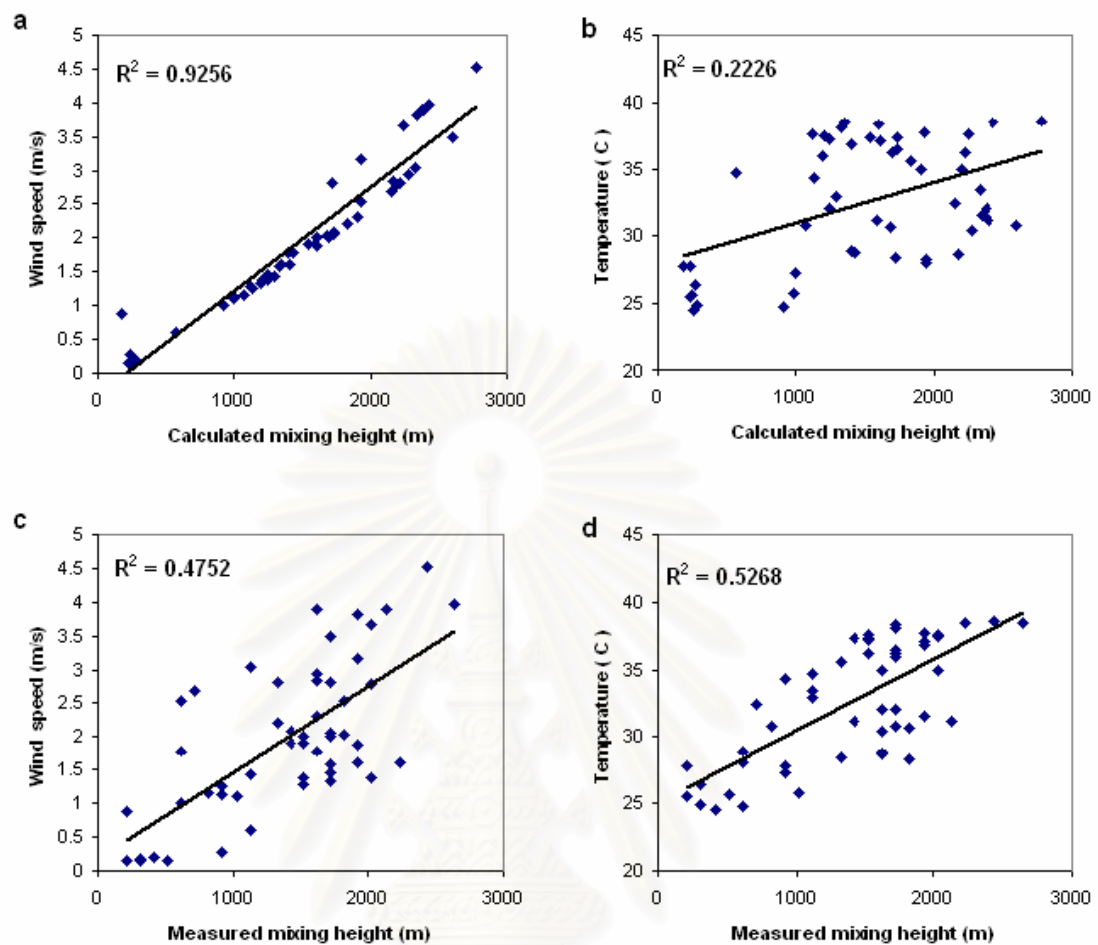 a
R² = 0.9256
Wind speed (m/s)
5
4.5
4
3.5
3
2.5
2
1.5
1
0.5
0
0 1000 2000 3000
Calculated mixing height (m)
b
R² = 0.2226
Temperature ( C )
45
40
35
30
25
20
0 1000 2000 3000
Calculated mixing height (m)
c
R² = 0.4752
Wind speed (m/s)
5
4.5
4
3.5
3
2.5
2
1.5
1
0.5
0
0 1000 2000 3000
Measured mixing height (m)
d
R² = 0.5268
Temperature ( C )
45
40
35
30
25
20
0 1000 2000 3000
Measured mixing height (m)